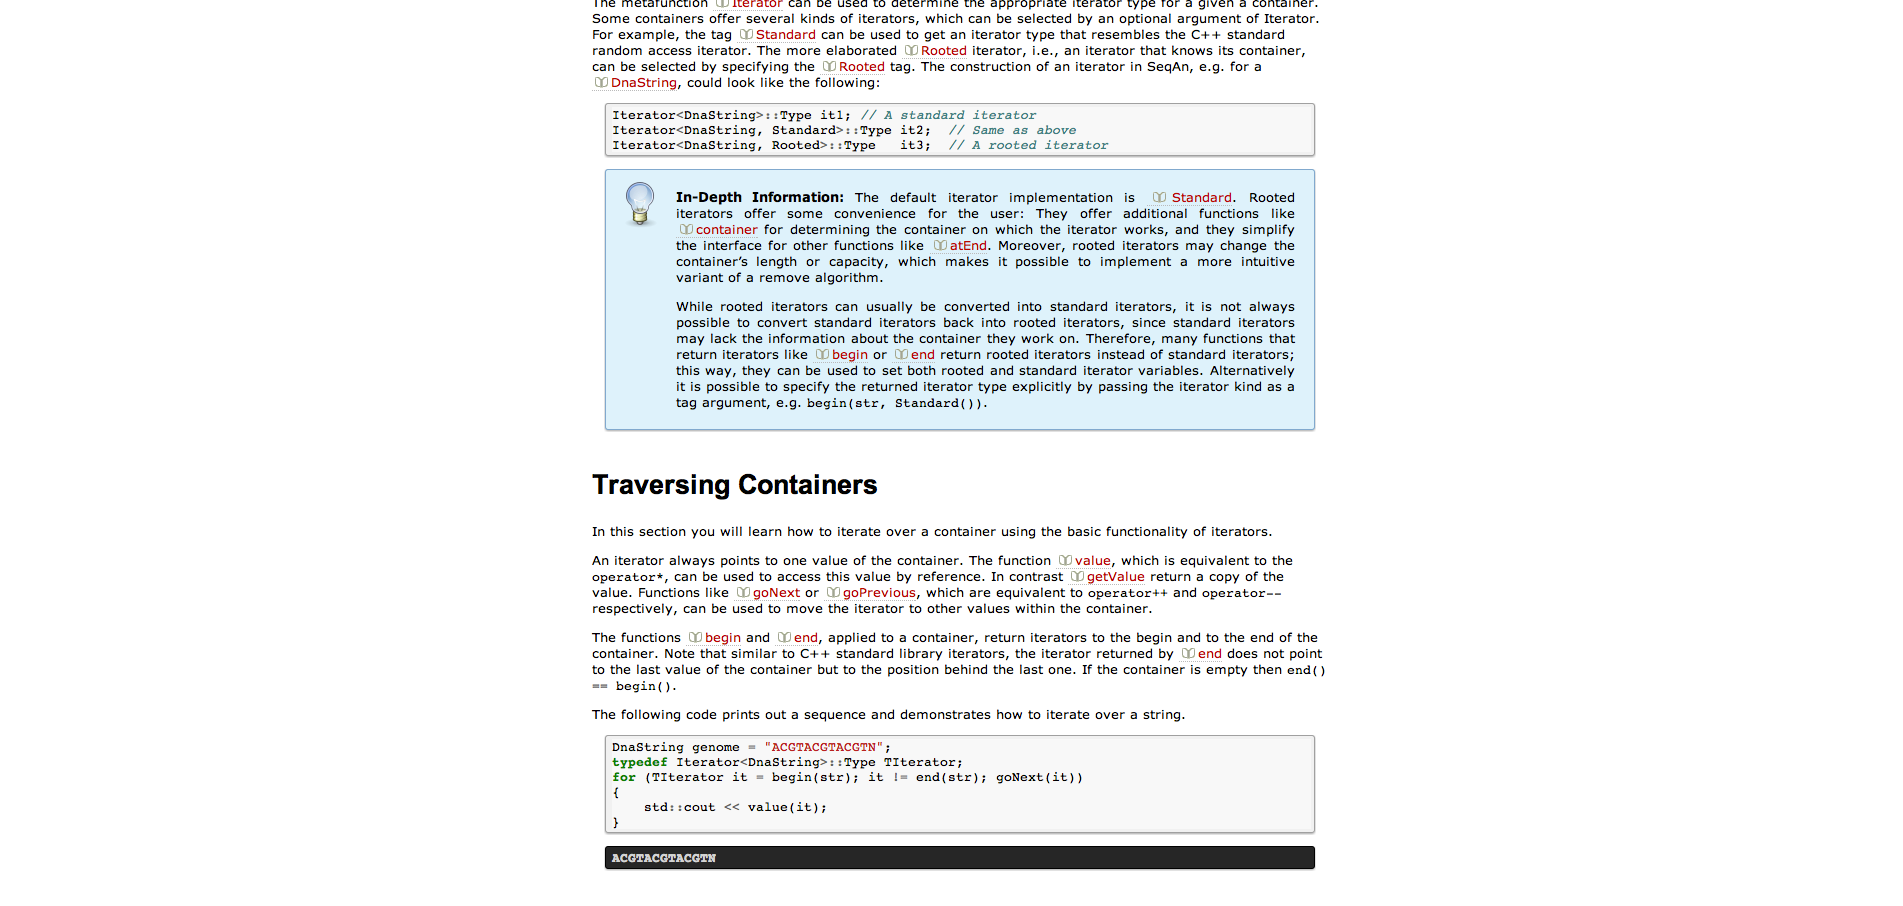 The metafunction Iterator can be used to determine the appropriate iterator type for a given a container.
Some containers offer several kinds of iterators, which can be selected by an optional argument of Iterator.
For example, the tag Standard can be used to get an iterator type that resembles the C++ standard
random access iterator. The more elaborated Rooted iterator, i.e., an iterator that knows its container,
can be selected by specifying the Rooted tag. The construction of an iterator in SeqAn, e.g. for a
DnaString, could look like the following:
Iterator<DnaString>::Type it1; // A standard iterator
Iterator<DnaString, Standard>::Type it2;  // Same as above
Iterator<DnaString, Rooted>::Type   it3;  // A rooted iterator
In-Depth Information: The default iterator implementation is Standard. Rooted
iterators offer some convenience for the user: They offer additional functions like
container for determining the container on which the iterator works, and they simplify
the interface for other functions like atEnd. Moreover, rooted iterators may change the
container’s length or capacity, which makes it possible to implement a more intuitive
variant of a remove algorithm.
While rooted iterators can usually be converted into standard iterators, it is not always
possible to convert standard iterators back into rooted iterators, since standard iterators
may lack the information about the container they work on. Therefore, many functions that
return iterators like begin or end return rooted iterators instead of standard iterators;
this way, they can be used to set both rooted and standard iterator variables. Alternatively
it is possible to specify the returned iterator type explicitly by passing the iterator kind as a
tag argument, e.g. begin(str, Standard()).
Traversing Containers
In this section you will learn how to iterate over a container using the basic functionality of iterators.
An iterator always points to one value of the container. The function value, which is equivalent to the
operator*, can be used to access this value by reference. In contrast getValue return a copy of the
value. Functions like goNext or goPrevious, which are equivalent to operator++ and operator--
respectively, can be used to move the iterator to other values within the container.
The functions begin and end, applied to a container, return iterators to the begin and to the end of the
container. Note that similar to C++ standard library iterators, the iterator returned by end does not point
to the last value of the container but to the position behind the last one. If the container is empty then end()
== begin().
The following code prints out a sequence and demonstrates how to iterate over a string.
DnaString genome = "ACGTACGTACGTN";
typedef Iterator<DnaString>::Type TIterator;
for (TIterator it = begin(str); it != end(str); goNext(it))
{
    std::cout << value(it);
}
ACGTACGTACGTN